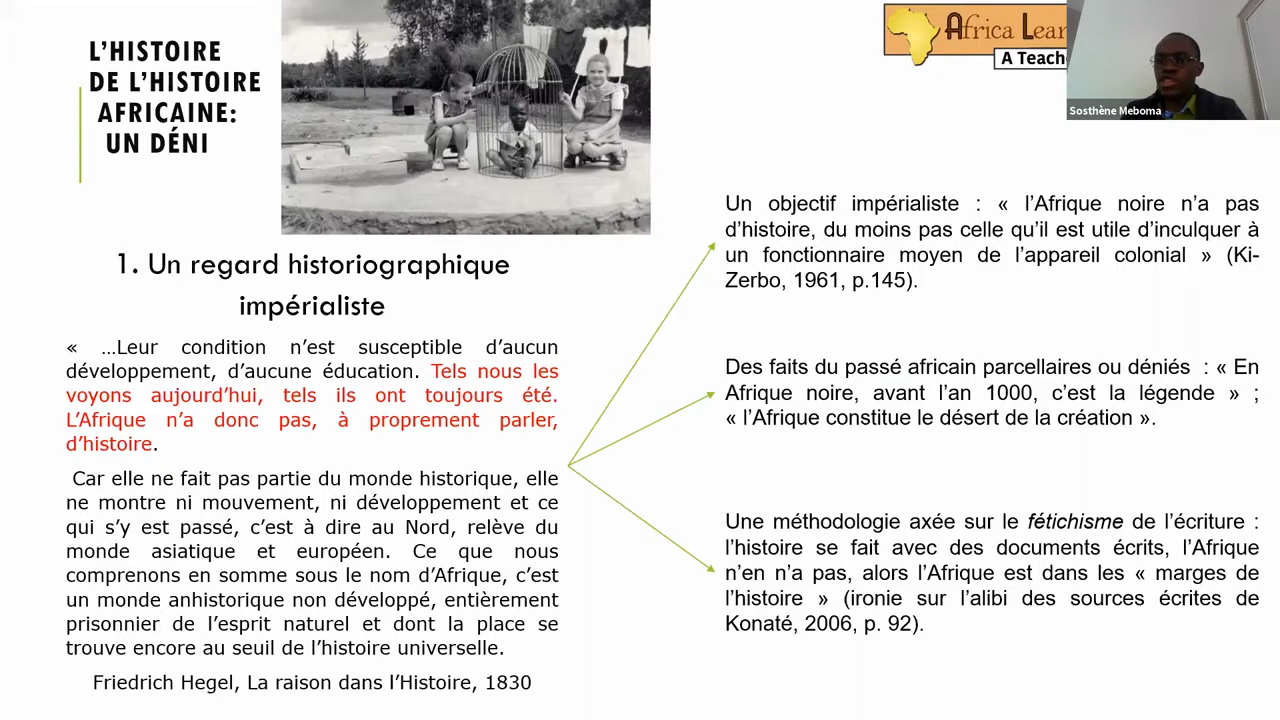 L'HISTOIRE
DE L'HISTOIRE
AFRICAINE:
UN DÉNI
Africa Lear
A Teach
Sosthène Meboma
1. Un regard historiographique
impérialiste
« …Leur condition n'est susceptible d'aucun
développement, d'aucune éducation. Tels nous les
voyons aujourd'hui, tels ils ont toujours été.
L'Afrique n'a donc pas, à proprement parler,
d'histoire.
Car elle ne fait pas partie du monde historique, elle
ne montre ni mouvement, ni développement et ce
qui s'y est passé, c'est à dire au Nord, relève du
monde asiatique et européen. Ce que nous
comprenons en somme sous le nom d'Afrique, c'est
un monde anhistorique non développé, entièrement
prisonnier de l'esprit naturel et dont la place se
trouve encore au seuil de l'histoire universelle.
Friedrich Hegel, La raison dans l'Histoire, 1830
Un objectif impérialiste : « l'Afrique noire n'a pas
d'histoire, du moins pas celle qu'il est utile d'inculquer à
un fonctionnaire moyen de l'appareil colonial » (Ki-
Zerbo, 1961, p.145).
Des faits du passé africain parcellaires ou déniés : « En
Afrique noire, avant l'an 1000, c'est la légende » ;
« l'Afrique constitue le désert de la création ».
Une méthodologie axée sur le fétichisme de l'écriture :
l'histoire se fait avec des documents écrits, l'Afrique
n'en n'a pas, alors l'Afrique est dans les « marges de
l'histoire » (ironie sur l'alibi des sources écrites de
Konaté, 2006, p. 92).